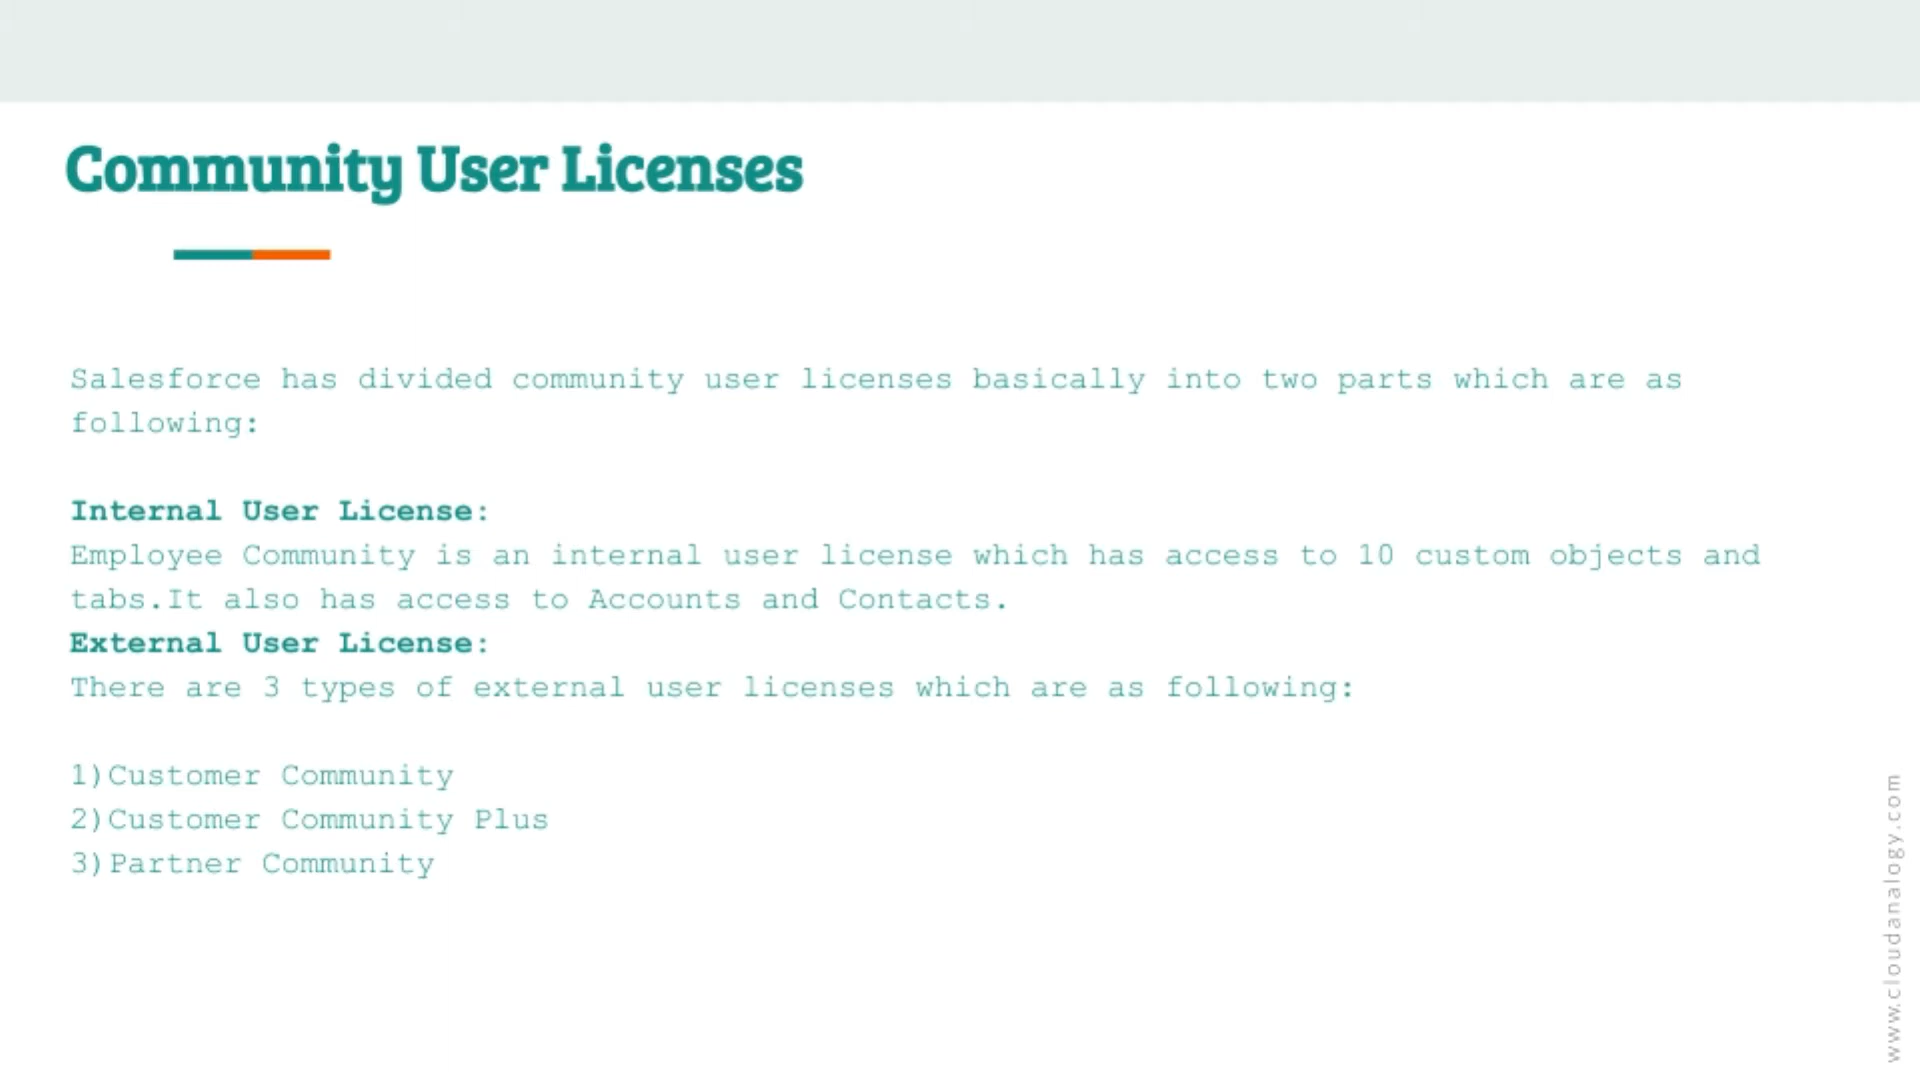 Community User Licenses
Salesforce has divided community user licenses basically into two parts which are as
following:
Internal User License:
Employee Community is an internal user license which has access to 10 custom objects and
tabs.It also has access to Accounts and Contacts.
External User License:
There are 3 types of external user licenses which are as following:
1)Customer Community
2)Customer Community Plus
3)Partner Community
www.cloudanalogy.com